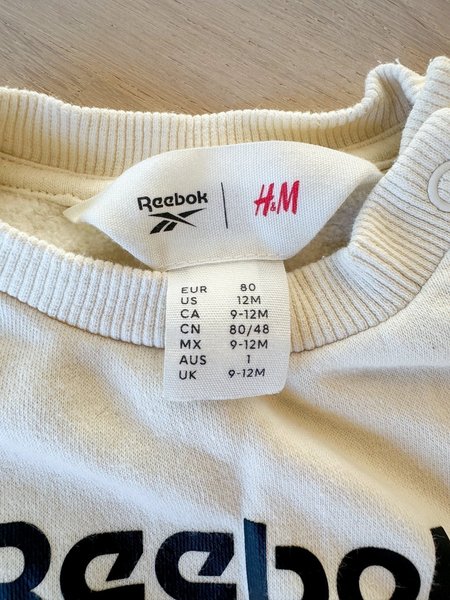 Reebok H&M
EUR 80
US 12M
CA 9-12M
CN 80/48
MX 9-12M
AUS 1
UK 9-12M
Reebok